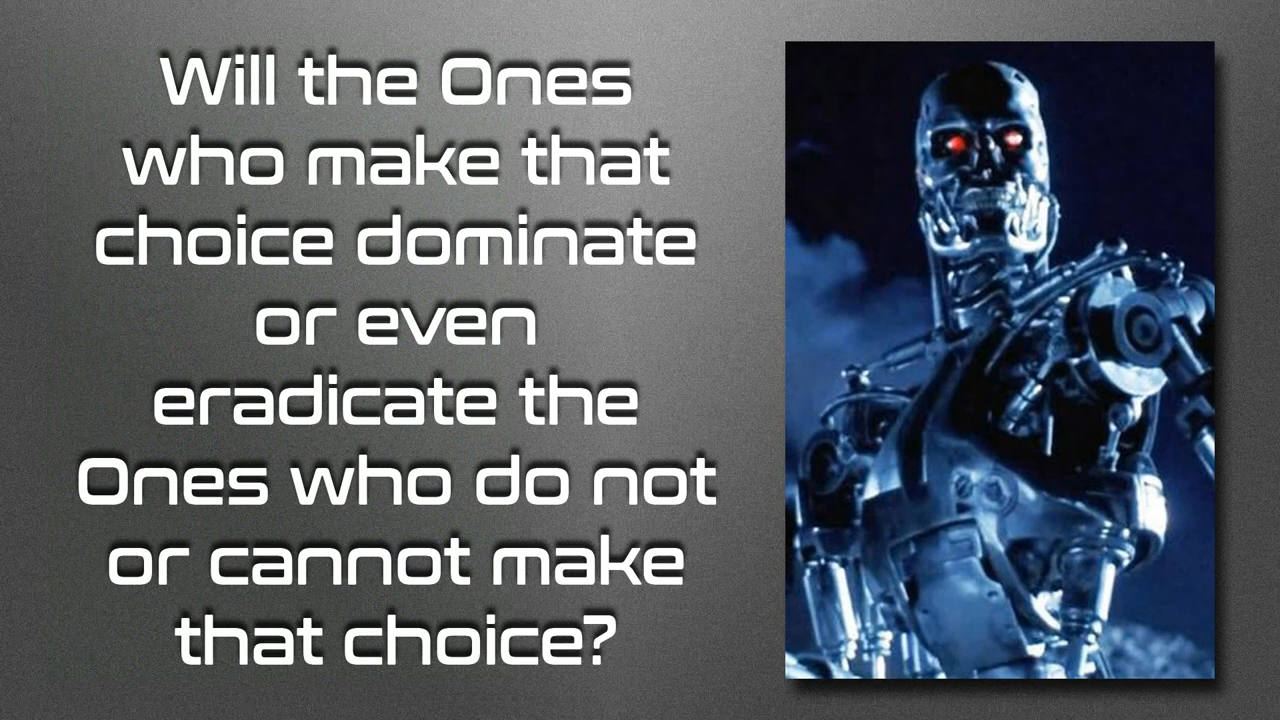 Will the Ones
who make that
choice dominate
or even
eradicate the
Ones who do not
or cannot make
that choice?